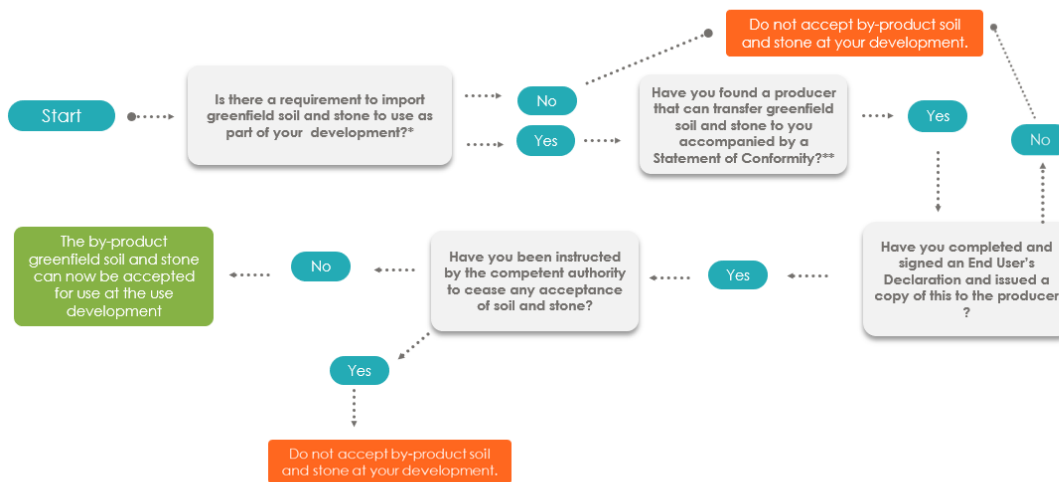 Do not accept by-product soil
and stone at your development.
Start
Is there a requirement to import
greenfield soil and stone to use as
part of your development?*
No
Yes
Have you found a producer
that can transfer greenfield
soil and stone to you
accompanied by a
Statement of Conformity?**
Yes
No
The by-product
greenfield soil and stone
can now be accepted
for use at the use
development
No
Have you been instructed
by the competent authority
to cease any acceptance
of soil and stone?
Yes
Have you completed and
signed an End User's
Declaration and issued a
copy of this to the producer
?
Yes
Do not accept by-product soil
and stone at your development.